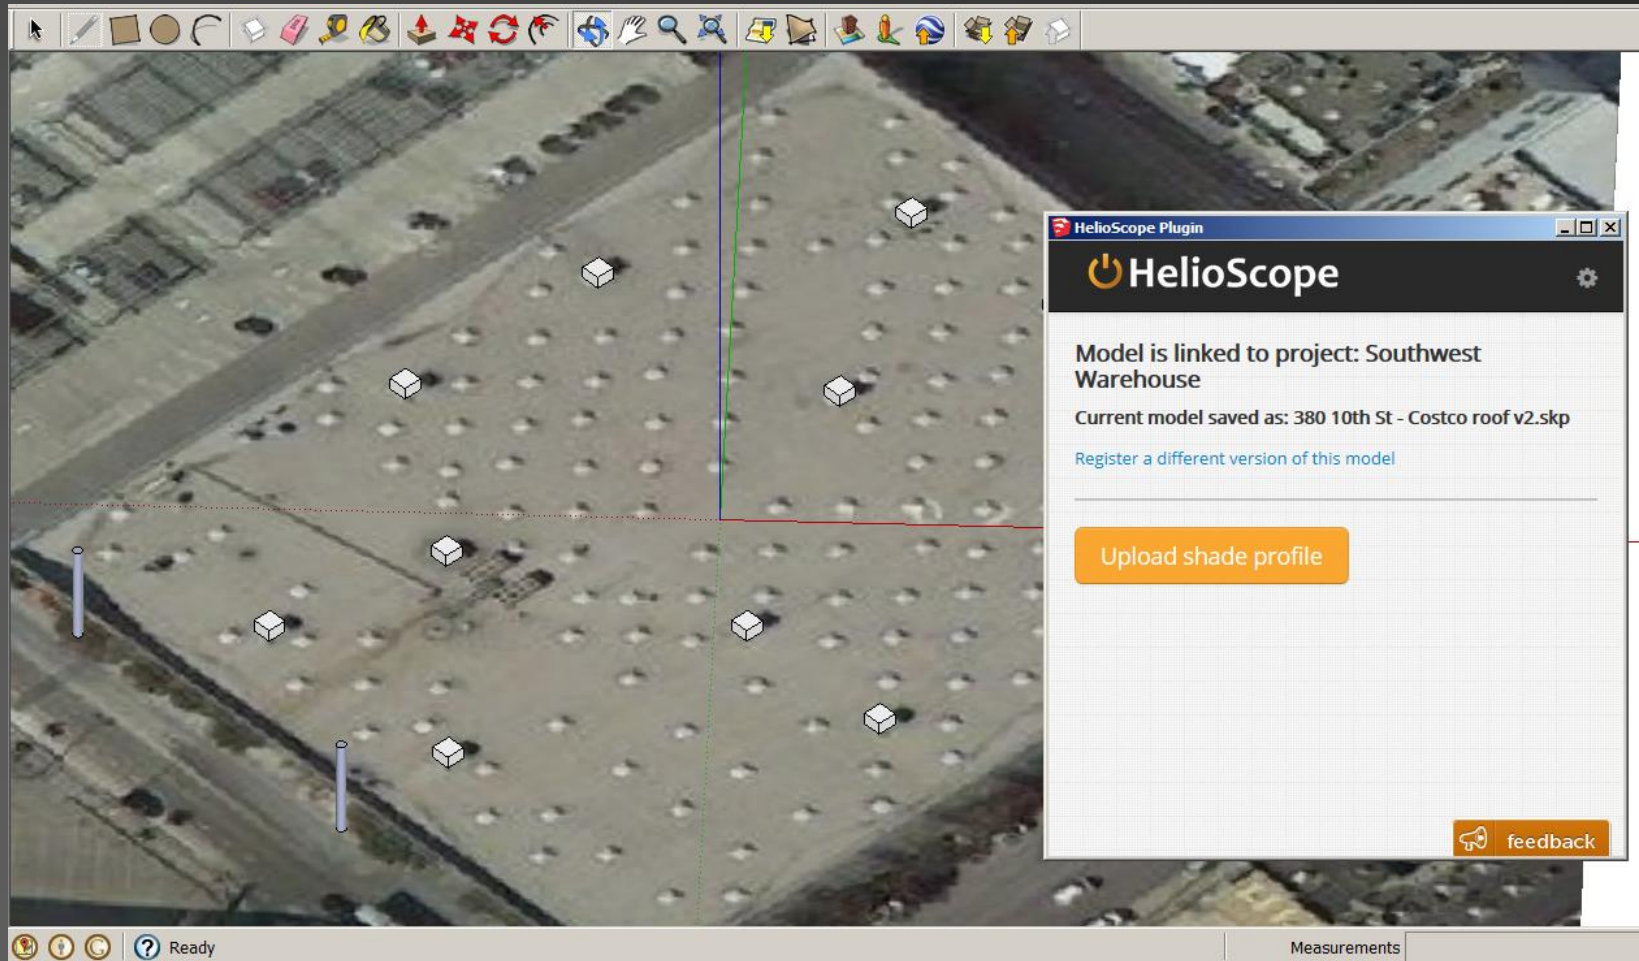 HelioScope Plugin
HelioScope
Model is linked to project: Southwest
Warehouse
Current model saved as: 380 10th St - Costco roof v2.skp
Register a different version of this model
Upload shade profile
feedback
Ready
Measurements